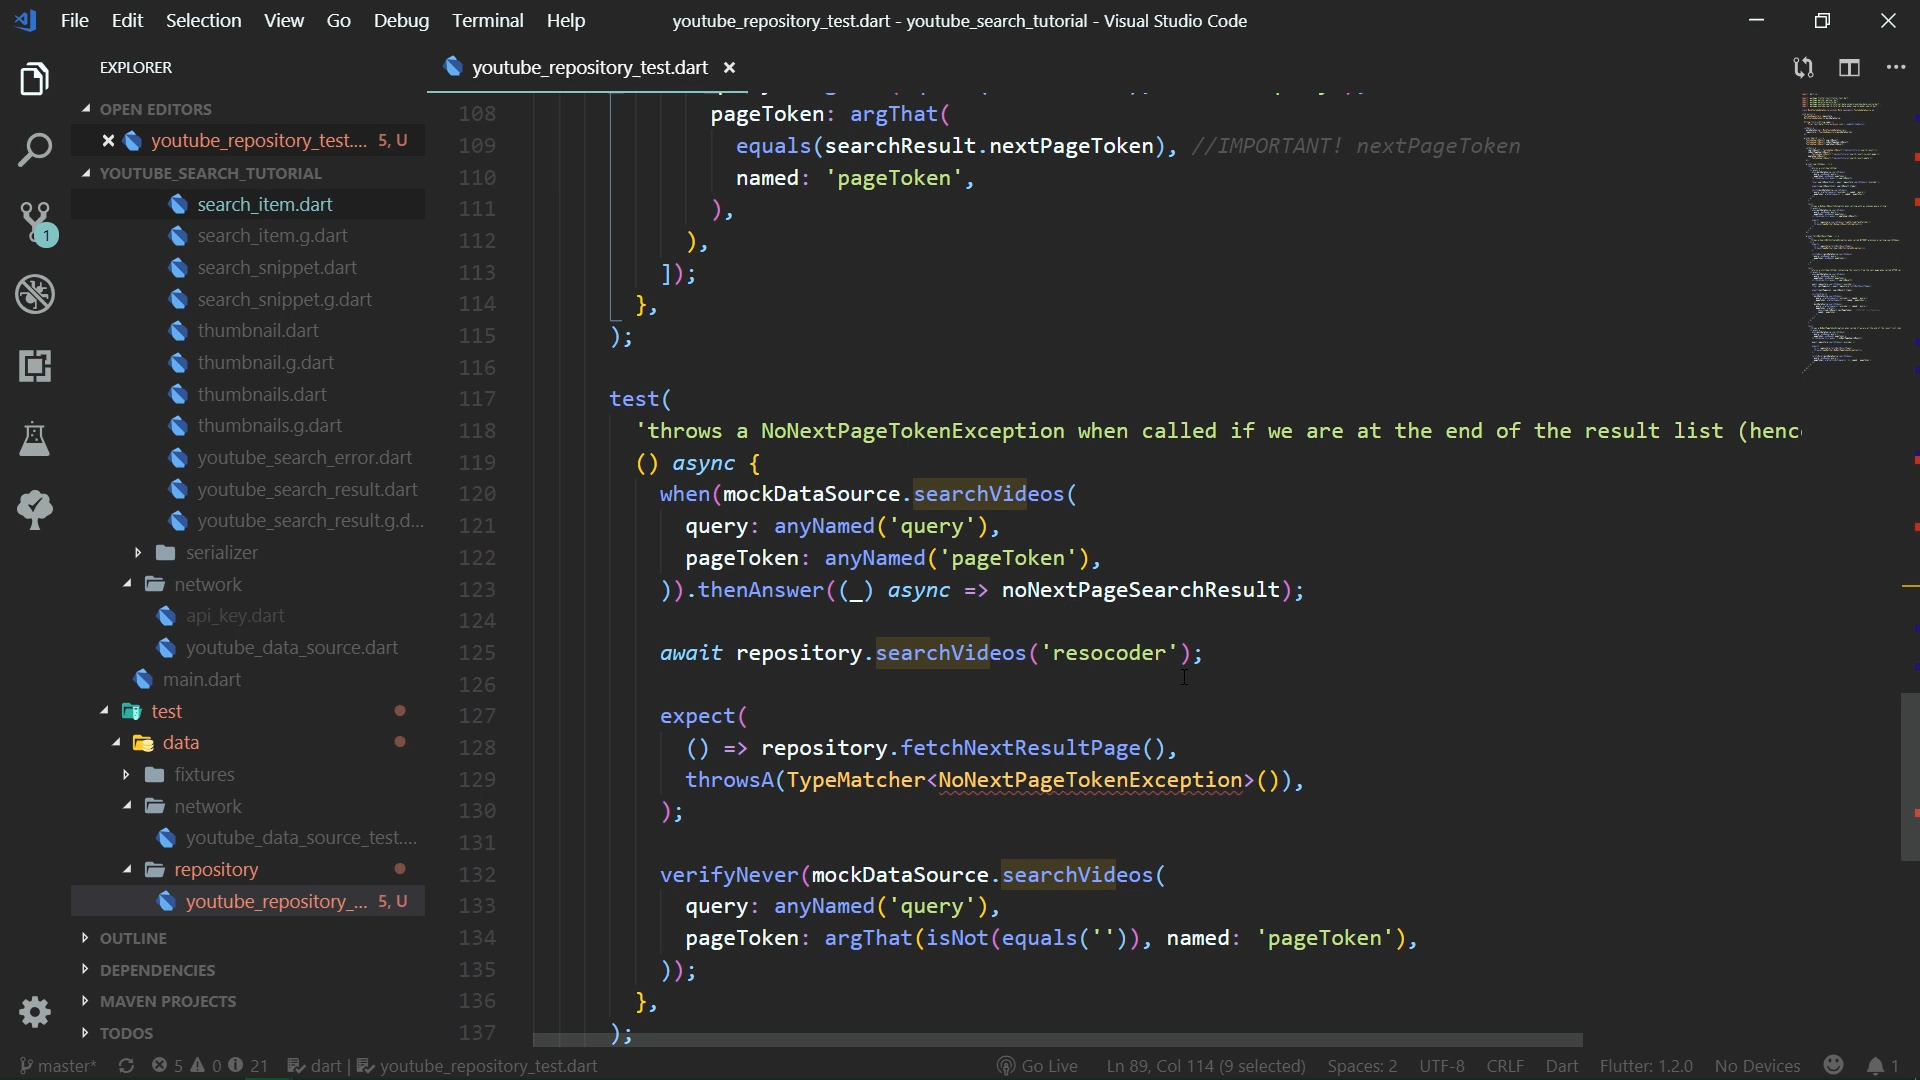 File Edit Selection View Go Debug Terminal Help youtube_repository_test.dart - youtube_search_tutorial - Visual Studio Code
EXPLORER
youtube_repository_test.dart
OPEN EDITORS
youtube_repository_test.... 5, U
YOUTUBE_SEARCH_TUTORIAL
search_item.dart
search_item.g.dart
search_snippet.dart
search_snippet.g.dart
thumbnail.dart
thumbnail.g.dart
thumbnails.dart
thumbnails.g.dart
youtube_search_error.dart
youtube_search_result.dart
youtube_search_result.g.d...
serializer
network
api_key.dart
youtube_data_source.dart
main.dart
test
data
fixtures
network
youtube_data_source_test....
repository
youtube_repository_... 5, U
OUTLINE
DEPENDENCIES
MAVEN PROJECTS
TODOS
1
108 pageToken: argThat(
109 equals(searchResult.nextPageToken), //IMPORTANT! nextPageToken
110 named: 'pageToken',
111 ),
112 ),
113 ]);
114 },
115 );
116
117 test(
118 'throws a NoNextPageTokenException when called if we are at the end of the result list (henc
119 () async {
120 when(mockDataSource.searchVideos(
121 query: anyNamed('query'),
122 pageToken: anyNamed('pageToken'),
123 )).thenAnswer((_) async => noNextPageSearchResult);
124
125 await repository.searchVideos('resocoder');
126
127 expect(
128 () => repository.fetchNextResultPage(),
129 throwsA(TypeMatcher<NoNextPageTokenException>()),
130 );
131
132 verifyNever(mockDataSource.searchVideos(
133 query: anyNamed('query'),
134 pageToken: argThat(isNot(equals('')), named: 'pageToken'),
135 ));
136 },
137 );
master* 5 0 21 dart | youtube_repository_test.dart Go Live Ln 89, Col 114 (9 selected) Spaces: 2 UTF-8 CRLF Dart Flutter: 1.2.0 No Devices 1